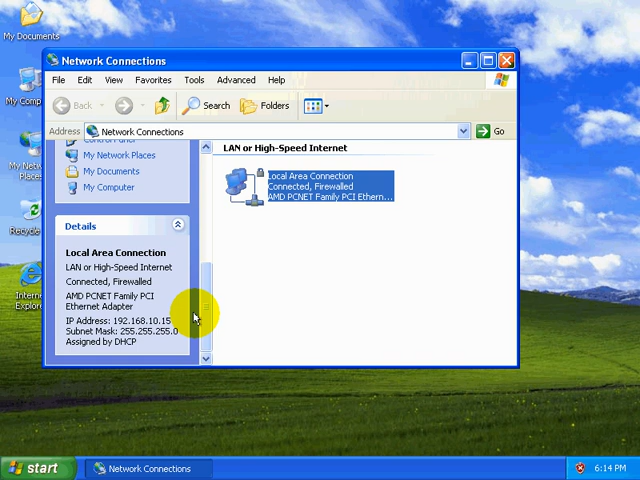 My Documents
Network Connections
File Edit View Favorites Tools Advanced Help
Back Search Folders
Address Network Connections Go
My Network Places
My Documents
My Computer
Details
Local Area Connection
LAN or High-Speed Internet
Connected, Firewalled
AMD PCNET Family PCI
Ethernet Adapter
IP Address: 192.168.10.15
Subnet Mask: 255.255.255.0
Assigned by DHCP
LAN or High-Speed Internet
Local Area Connection
Connected, Firewalled
AMD PCNET Family PCI Ethern...
My Comp
My Netw
Places
Recycle
Internet
Explore
start
Network Connections
6:14 PM